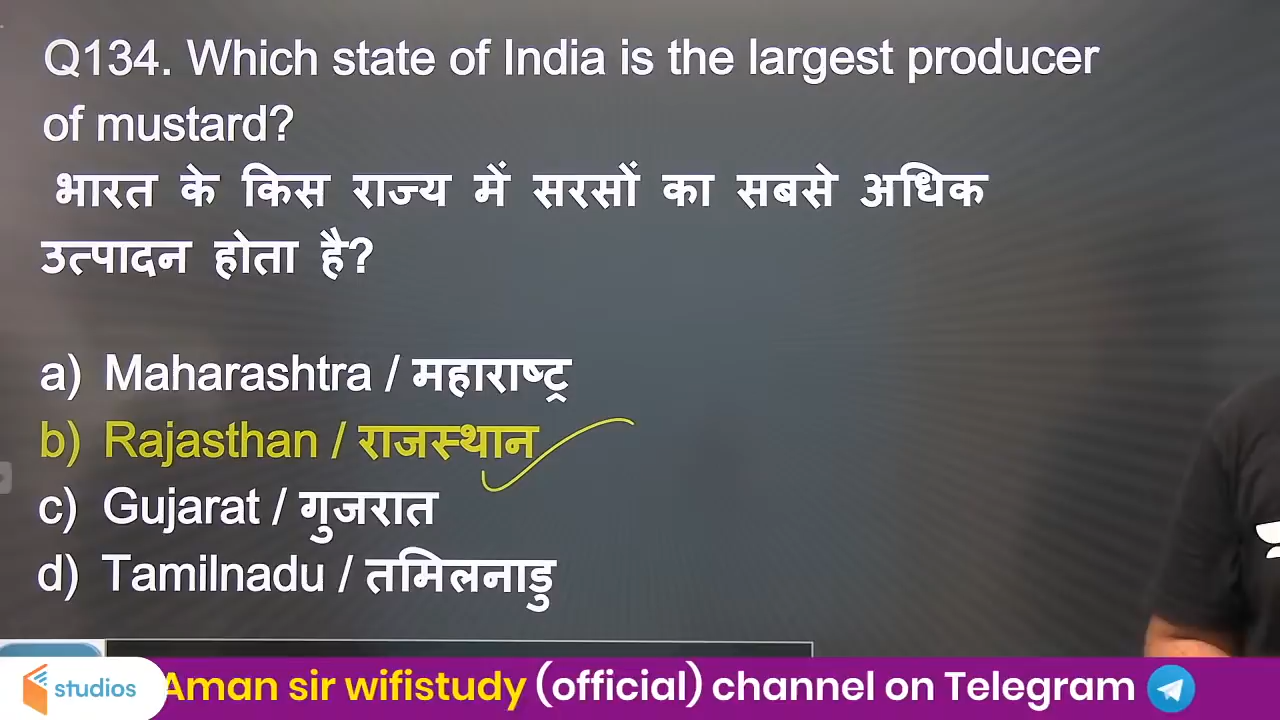 Q134. Which state of India is the largest producer
of mustard?
भारत के किस राज्य में सरसों का सबसे अधिक
उत्पादन होता है?
a) Maharashtra / महाराष्ट्र
b) Rajasthan / राजस्थान
c) Gujarat / गुजरात
d) Tamilnadu / तमिलनाडु
studios Aman sir wifistudy (official) channel on Telegram